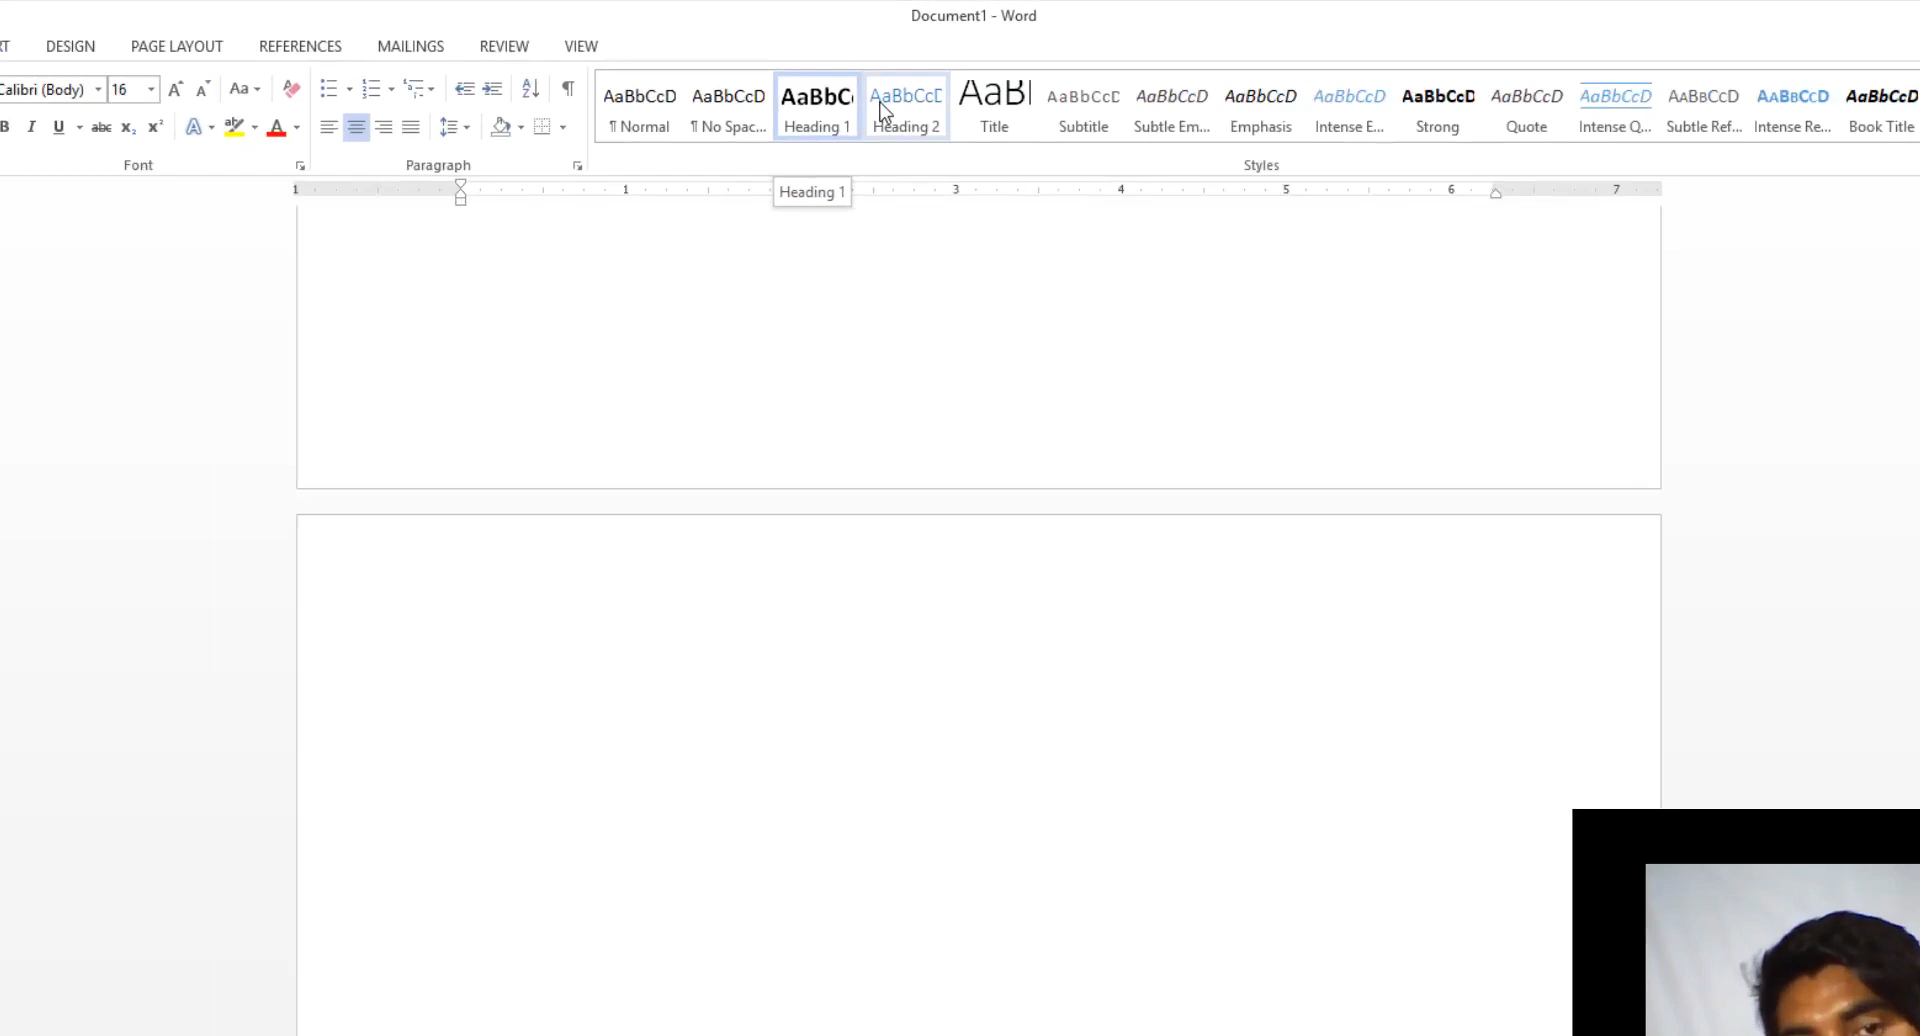 Document1 - Word
DESIGN PAGE LAYOUT REFERENCES MAILINGS REVIEW VIEW
Calibri (Body) 16 A A Aa
B I U abc x₂ x² A ab A
AaBbCcD AaBbCcD AaBbC AaBbCcD AaB AaBbCcD AaBbCcD AaBbCcD AaBbCcD AaBbCcD AaBbCcD AaBbCcD AABBCCD AABBCCD AaBbCcD
¶ Normal ¶ No Spac... Heading 1 Heading 2 Title Subtitle Subtle Em... Emphasis Intense E... Strong Quote Intense Q... Subtle Ref... Intense Re... Book Title
Font Paragraph Styles
1 1 3 4 5 6 7
Heading 1